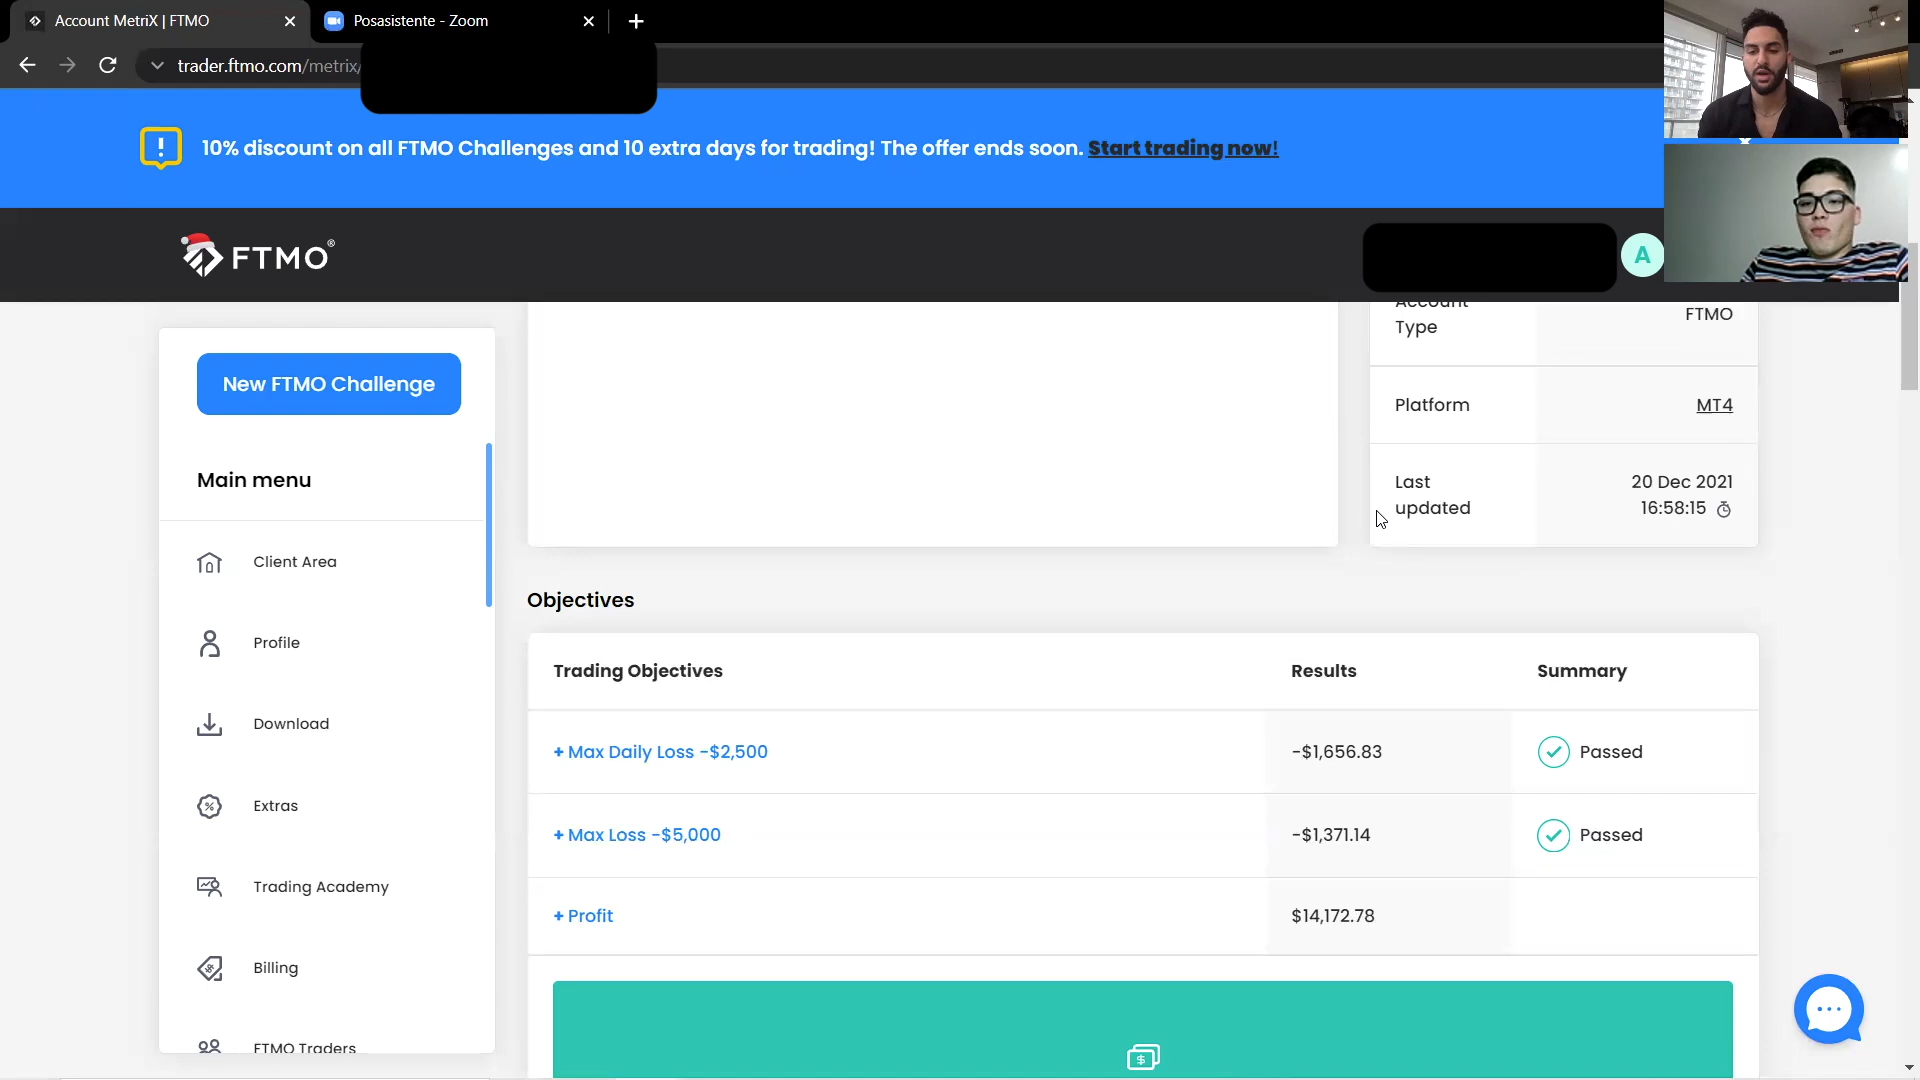 Account MetriX | FTMO
Posasistente - Zoom
trader.ftmo.com/metrix/
10% discount on all FTMO Challenges and 10 extra days for trading! The offer ends soon. Start trading now!
FTMO®
A
Account
Type
FTMO
New FTMO Challenge
Platform
MT4
Main menu
Last
updated
20 Dec 2021
16:58:15
Client Area
Objectives
Profile
Trading Objectives
Results
Summary
Download
+ Max Daily Loss -$2,500
-$1,656.83
Passed
Extras
+ Max Loss -$5,000
-$1,371.14
Passed
Trading Academy
+ Profit
$14,172.78
Billing
FTMO Traders